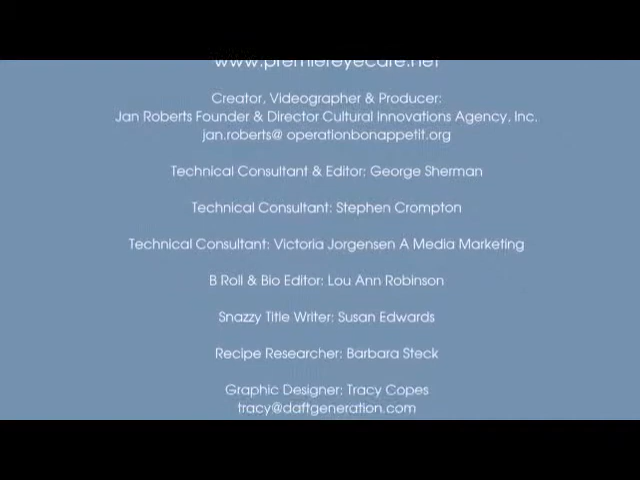 www.premiereyecare.net
Creator, Videographer & Producer:
Jan Roberts Founder & Director Cultural Innovations Agency, Inc.
jan.roberts@ operationbonappetit.org
Technical Consultant & Editor: George Sherman
Technical Consultant: Stephen Crompton
Technical Consultant: Victoria Jorgensen A Media Marketing
B Roll & Bio Editor: Lou Ann Robinson
Snazzy Title Writer: Susan Edwards
Recipe Researcher: Barbara Steck
Graphic Designer: Tracy Copes
tracy@daftgeneration.com